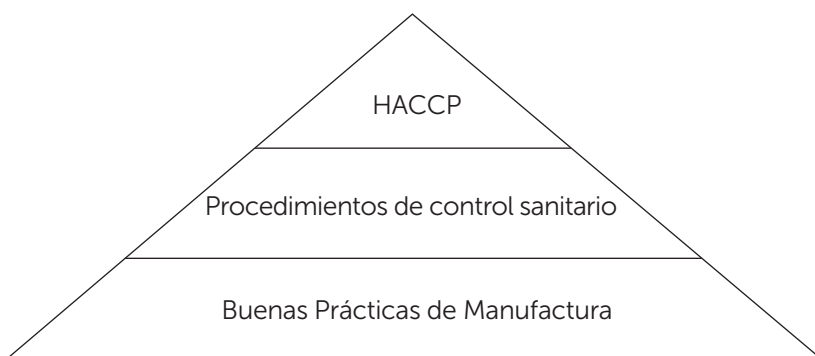 HACCP
Procedimientos de control sanitario
Buenas Prácticas de Manufactura